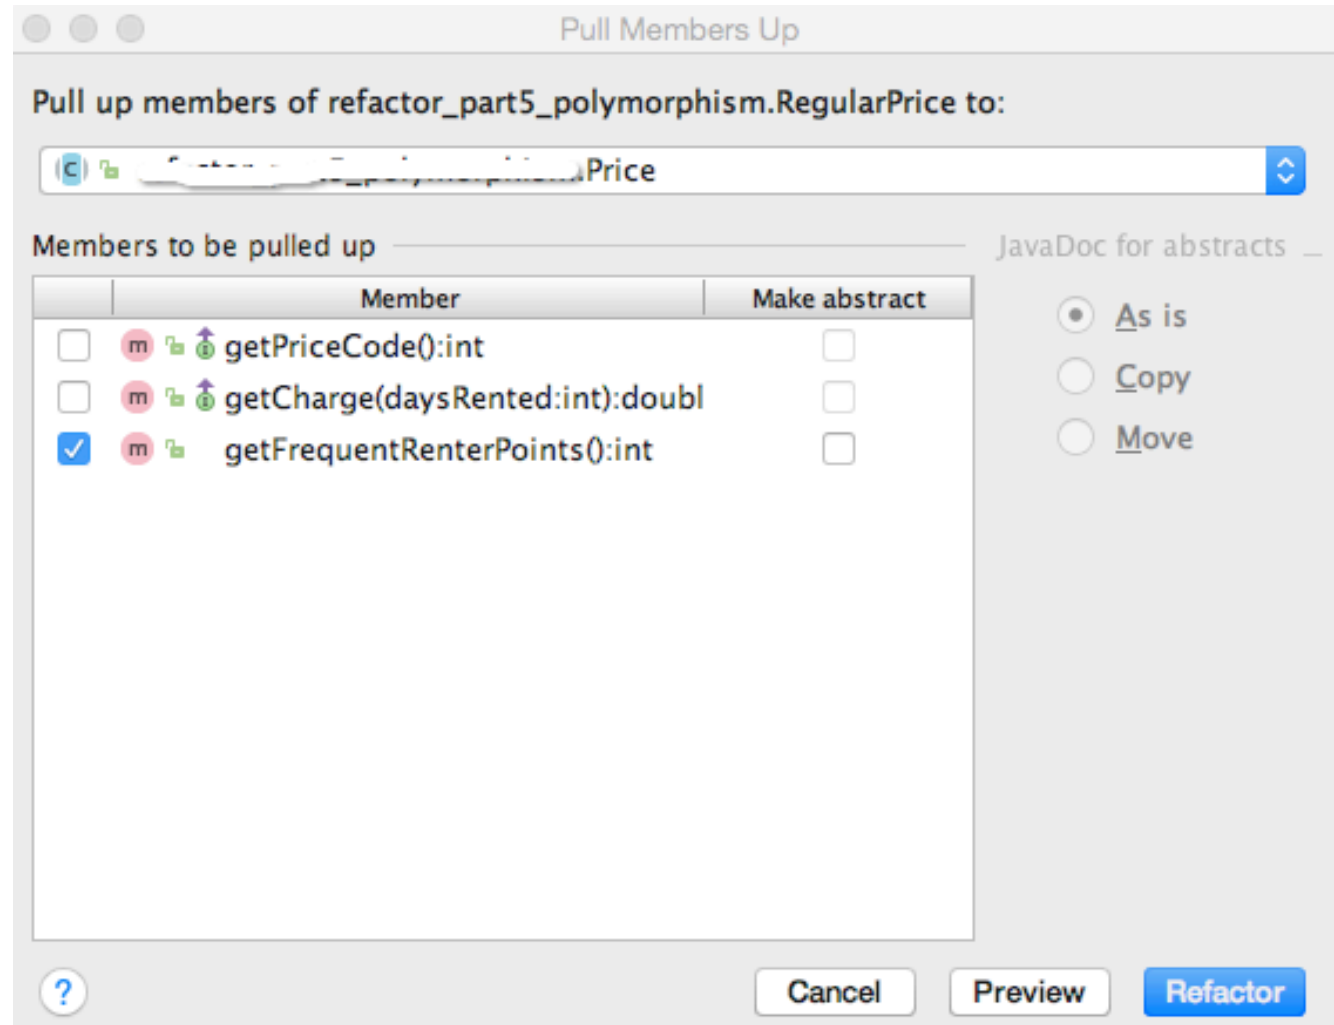 Pull Members Up
Pull up members of refactor_part5_polymorphism.RegularPrice to:
.Price
Members to be pulled up
JavaDoc for abstracts
Member Make abstract
m getPriceCode():int
m getCharge(daysRented:int):doubl
m getFrequentRenterPoints():int
As is
Copy
Move
? Cancel Preview Refactor